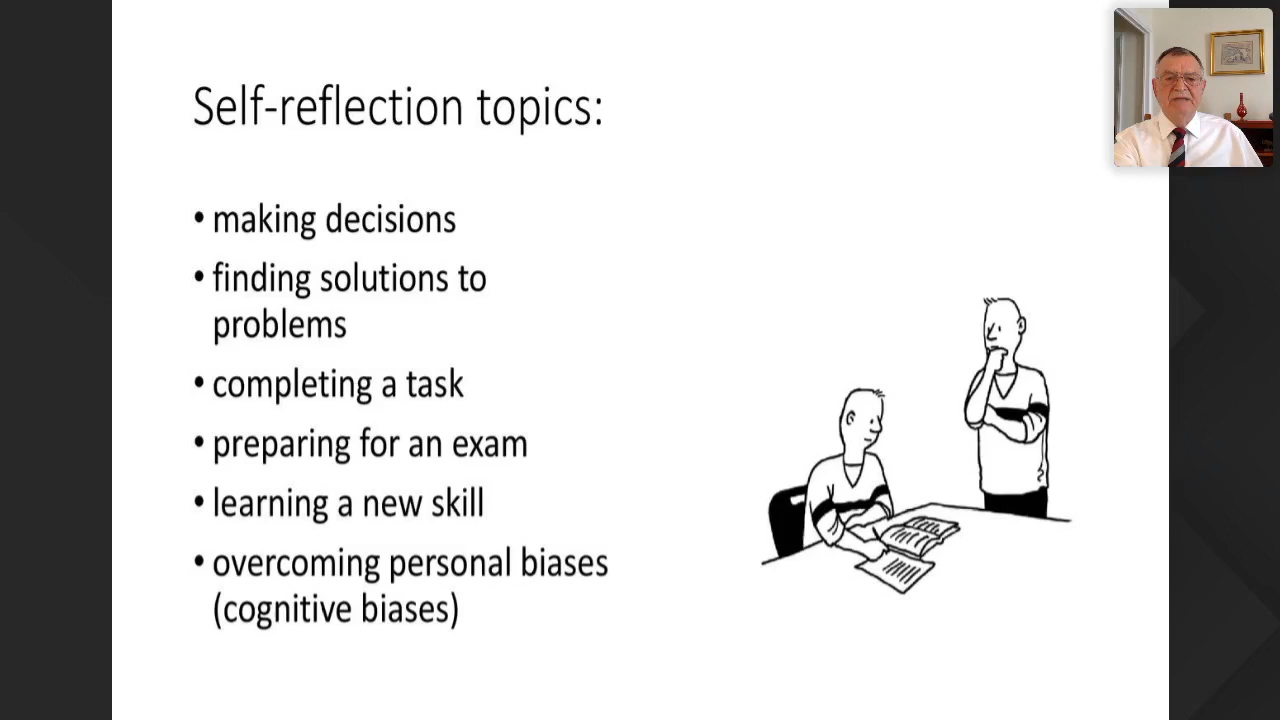 Self-reflection topics:
• making decisions
• finding solutions to
problems
• completing a task
• preparing for an exam
• learning a new skill
• overcoming personal biases
(cognitive biases)